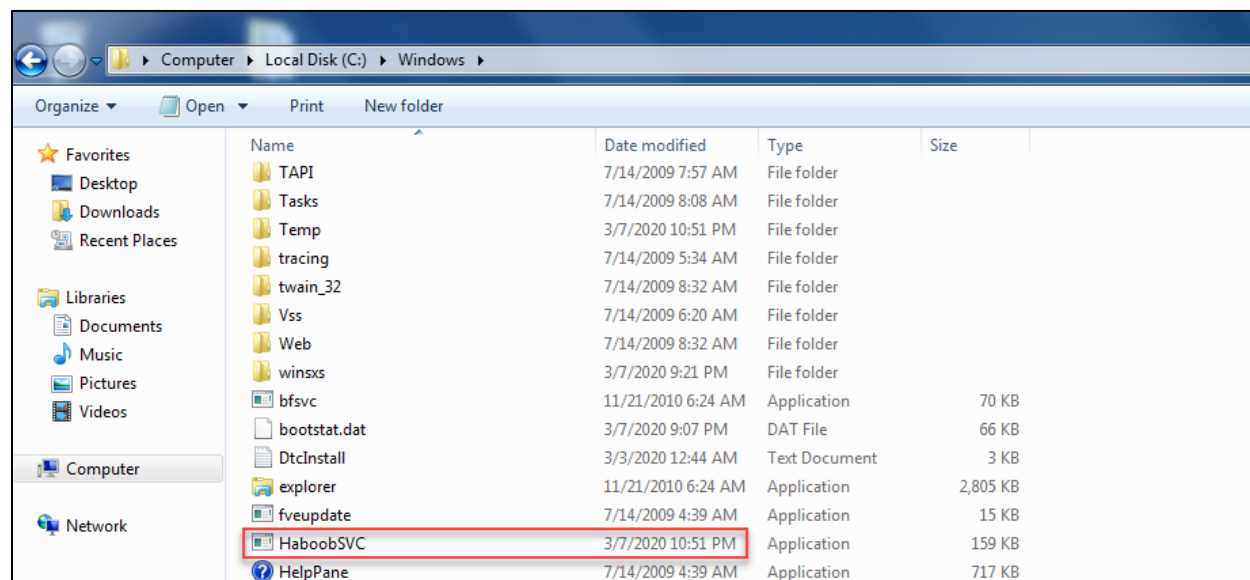 Computer Local Disk (C:) Windows
Organize Open Print New folder
Favorites
Desktop
Downloads
Recent Places
Libraries
Documents
Music
Pictures
Videos
Computer
Network
Name Date modified Type Size
TAPI 7/14/2009 7:57 AM File folder
Tasks 7/14/2009 8:08 AM File folder
Temp 3/7/2020 10:51 PM File folder
tracing 7/14/2009 5:34 AM File folder
twain_32 7/14/2009 8:32 AM File folder
Vss 7/14/2009 6:20 AM File folder
Web 7/14/2009 8:32 AM File folder
winsxs 3/7/2020 9:21 PM File folder
bfsvc 11/21/2010 6:24 AM Application 70 KB
bootstat.dat 3/7/2020 9:07 PM DAT File 66 KB
DtcInstall 3/3/2020 12:44 AM Text Document 3 KB
explorer 11/21/2010 6:24 AM Application 2,805 KB
fveupdate 7/14/2009 4:39 AM Application 15 KB
HaboobSVC 3/7/2020 10:51 PM Application 159 KB
HelpPane 7/14/2009 4:39 AM Application 717 KB